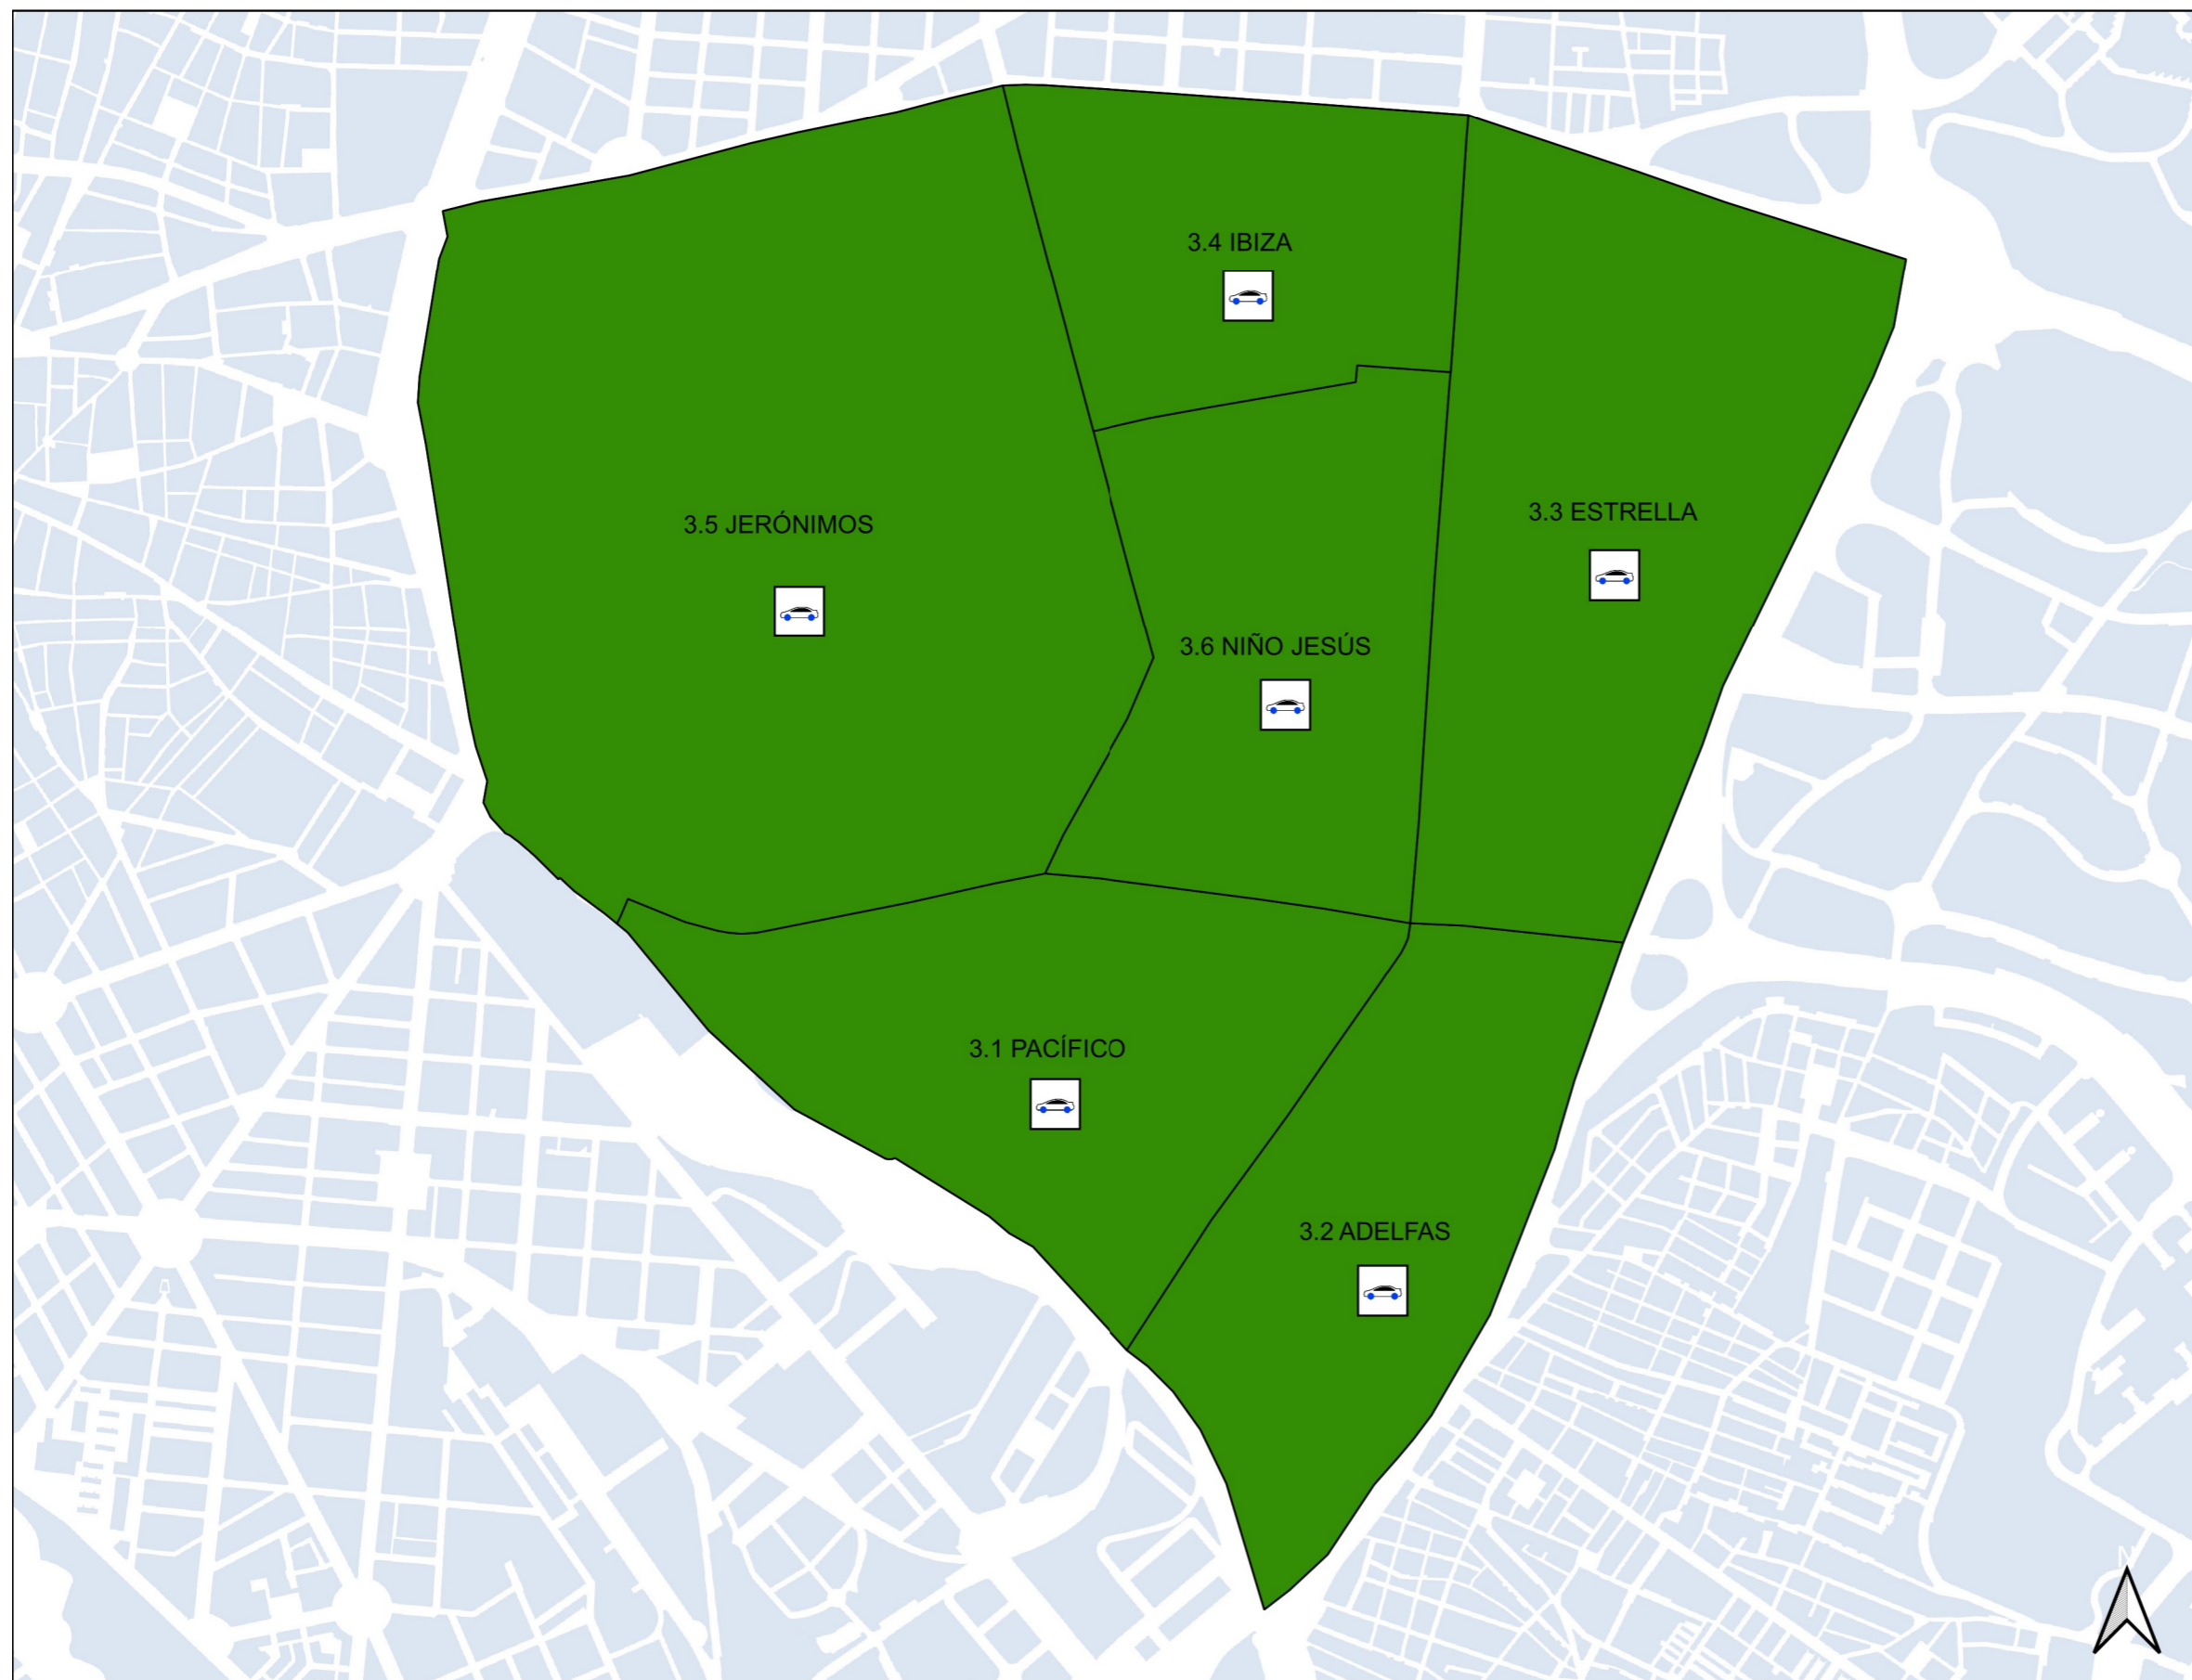 3.4 IBIZA
3.5 JERÓNIMOS
3.3 ESTRELLA
3.6 NIÑO JESÚS
3.1 PACÍFICO
3.2 ADELFAS
N